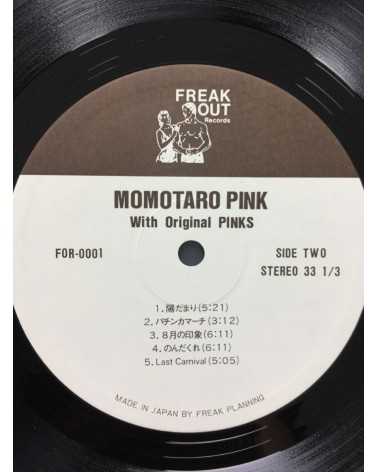 FREAK
OUT
Records
MOMOTARO PINK
With Original PINKS
FOR-0001
SIDE TWO
STEREO 33 1/3
1. 陽だまり(5:21)
2. パチンカマーチ(3:12)
3. 8月の印象(6:11)
4. のんだくれ(6:11)
5. Last Carnival(5:05)
MADE IN JAPAN BY FREAK PLANNING